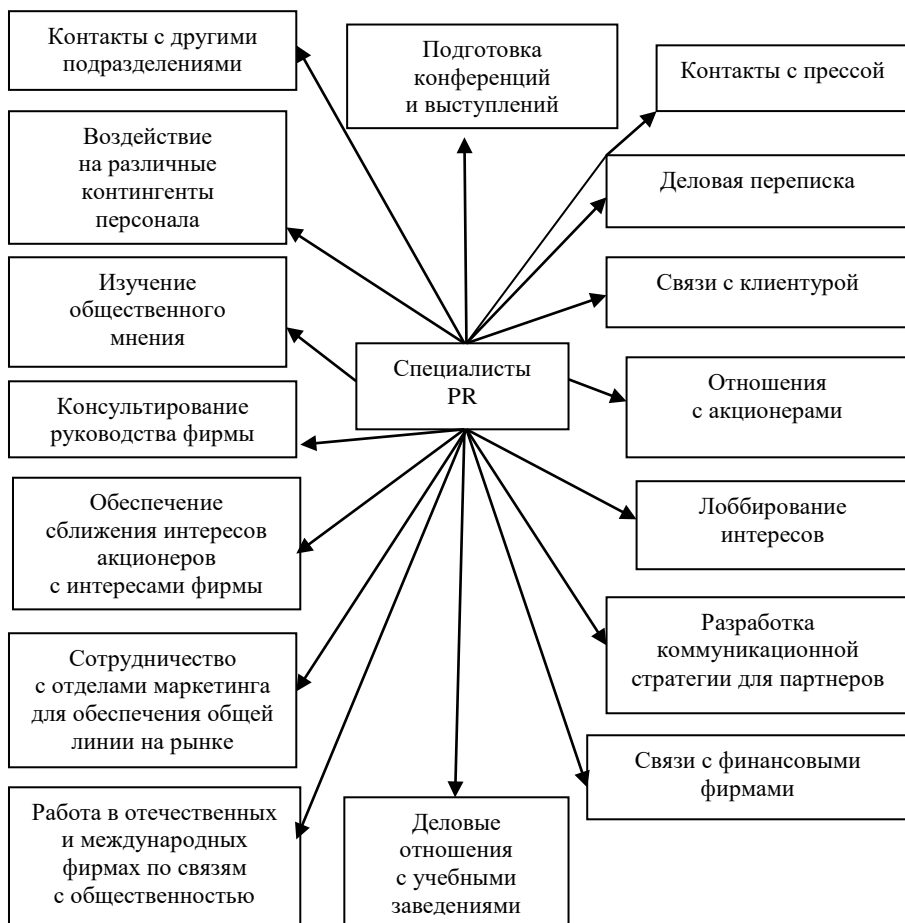 Контакты с другими
подразделениями
Подготовка
конференций
и выступлений
Контакты с прессой
Воздействие
на различные
контингенты
персонала
Деловая переписка
Изучение
общественного
мнения
Связи с клиентурой
Специалисты
PR
Отношения
с акционерами
Консультирование
руководства фирмы
Обеспечение
сближения интересов
акционеров
с интересами фирмы
Лоббирование
интересов
Сотрудничество
с отделами маркетинга
для обеспечения общей
линии на рынке
Разработка
коммуникационной
стратегии для партнеров
Связи с финансовыми
фирмами
Работа в отечественных
и международных
фирмах по связям
с общественностью
Деловые
отношения
с учебными
заведениями